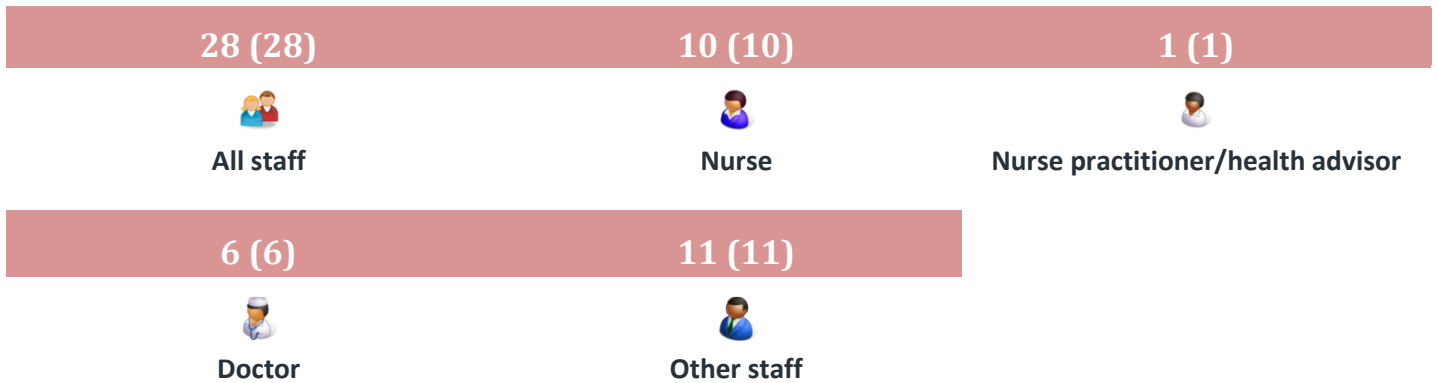 28 (28) 10 (10) 1 (1)
All staff Nurse Nurse practitioner/health advisor
6 (6) 11 (11)
Doctor Other staff